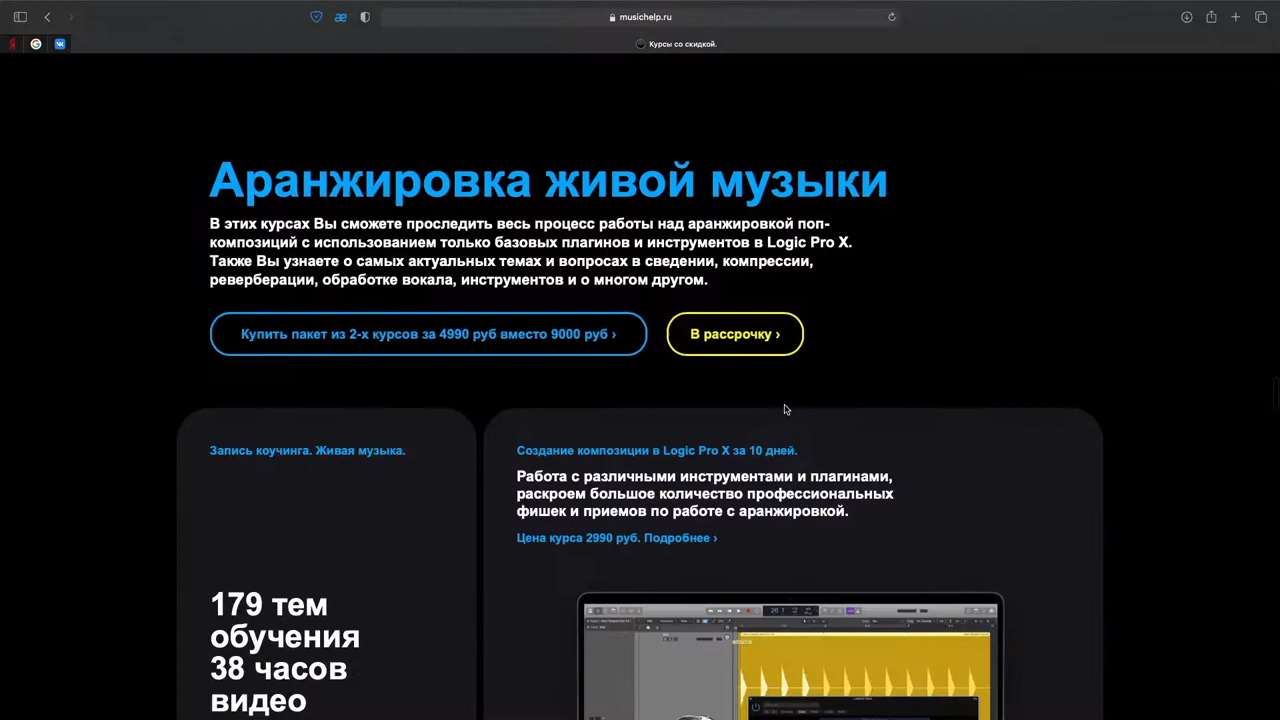 musichelp.ru
Курсы со скидкой.
Аранжировка живой музыки
В этих курсах Вы сможете проследить весь процесс работы над аранжировкой поп-
композиций с использованием только базовых плагинов и инструментов в Logic Pro X.
Также Вы узнаете о самых актуальных темах и вопросах в сведении, компрессии,
реверберации, обработке вокала, инструментов и о многом другом.
Купить пакет из 2-х курсов за 4990 руб вместо 9000 руб ›
В рассрочку ›
Запись коучинга. Живая музыка.
179 тем
обучения
38 часов
видео
Создание композиции в Logic Pro X за 10 дней.
Работа с различными инструментами и плагинами,
раскроем большое количество профессиональных
фишек и приемов по работе с аранжировкой.
Цена курса 2990 руб. Подробнее ›